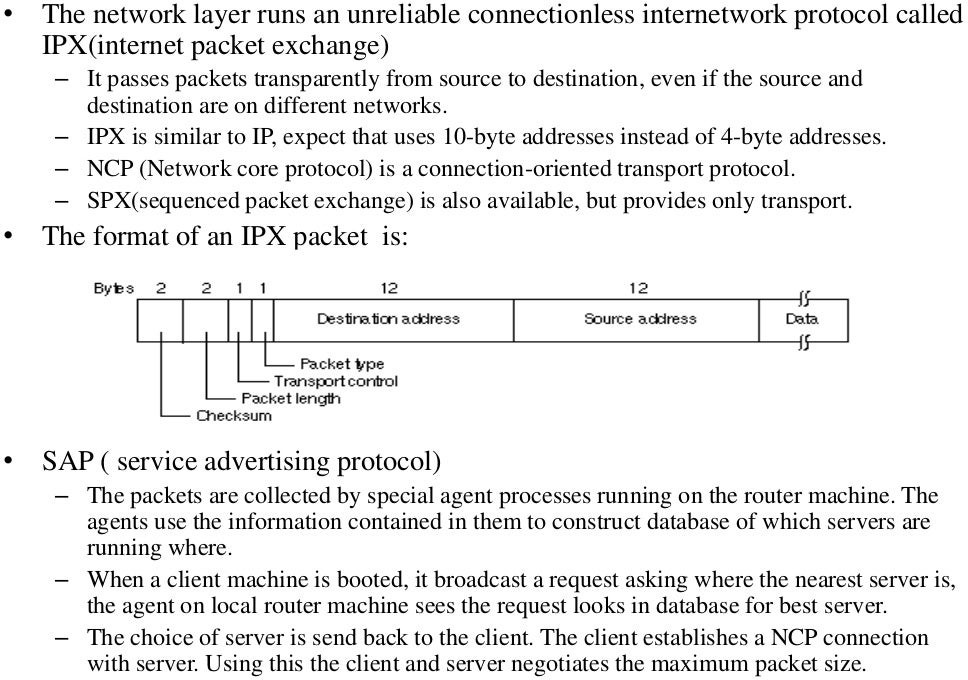 • The network layer runs an unreliable connectionless internetwork protocol called
IPX(internet packet exchange)
– It passes packets transparently from source to destination, even if the source and
destination are on different networks.
– IPX is similar to IP, expect that uses 10-byte addresses instead of 4-byte addresses.
– NCP (Network core protocol) is a connection-oriented transport protocol.
– SPX(sequenced packet exchange) is also available, but provides only transport.
• The format of an IPX packet is:
Bytes 2 2 1 1 12 12
Destination address Source address Data
Packet type
Transport control
Packet length
Checksum
• SAP ( service advertising protocol)
– The packets are collected by special agent processes running on the router machine. The
agents use the information contained in them to construct database of which servers are
running where.
– When a client machine is booted, it broadcast a request asking where the nearest server is,
the agent on local router machine sees the request looks in database for best server.
– The choice of server is send back to the client. The client establishes a NCP connection
with server. Using this the client and server negotiates the maximum packet size.